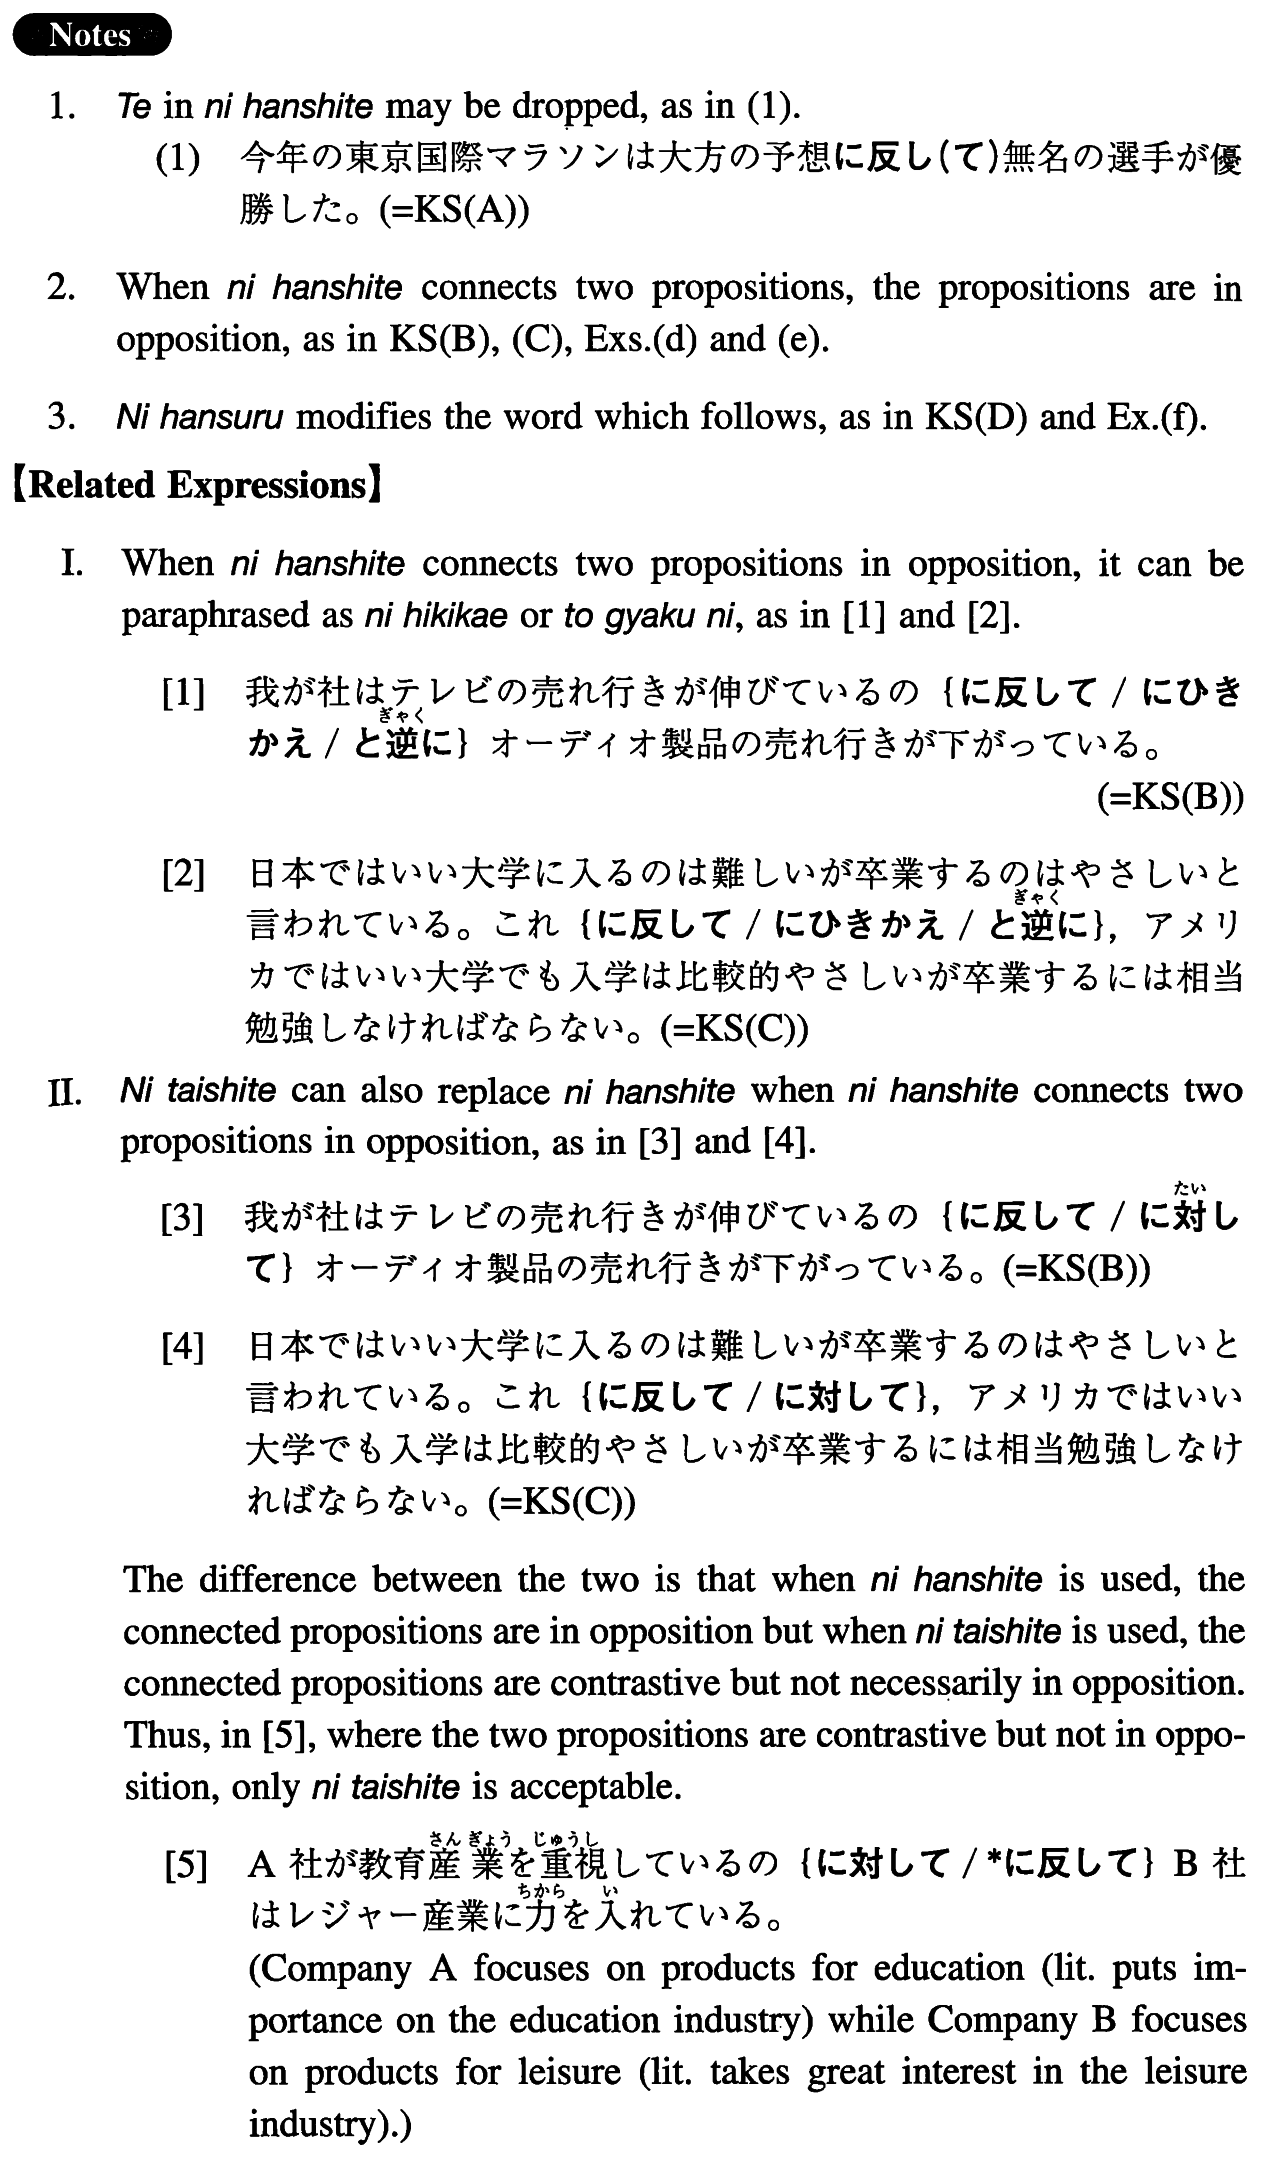 Notes
1. Te in ni hanshite may be dropped, as in (1).
(1) 今年の東京国際マラソンは大方の予想に反し(て)無名の選手が優
勝した。(=KS(A))
2. When ni hanshite connects two propositions, the propositions are in
opposition, as in KS(B), (C), Exs.(d) and (e).
3. Ni hansuru modifies the word which follows, as in KS(D) and Ex.(f).
【Related Expressions】
I. When ni hanshite connects two propositions in opposition, it can be
paraphrased as ni hikikae or to gyaku ni, as in [1] and [2].
[1] 我が社はテレビの売れ行きが伸びているの {に反して / にひき
ぎゃく
かえ / と逆に} オーディオ製品の売れ行きが下がっている。
(=KS(B))
[2] 日本ではいい大学に入るのは難しいが卒業するのはやさしいと
ぎゃく
言われている。これ {に反して / にひきかえ / と逆に}, アメリ
カではいい大学でも入学は比較的やさしいが卒業するには相当
勉強しなければならない。(=KS(C))
II. Ni taishite can also replace ni hanshite when ni hanshite connects two
propositions in opposition, as in [3] and [4].
たい
[3] 我が社はテレビの売れ行きが伸びているの {に反して / に対し
て} オーディオ製品の売れ行きが下がっている。(=KS(B))
[4] 日本ではいい大学に入るのは難しいが卒業するのはやさしいと
言われている。これ {に反して / に対して}, アメリカではいい
大学でも入学は比較的やさしいが卒業するには相当勉強しなけ
ればならない。(=KS(C))
The difference between the two is that when ni hanshite is used, the
connected propositions are in opposition but when ni taishite is used, the
connected propositions are contrastive but not necessarily in opposition.
Thus, in [5], where the two propositions are contrastive but not in oppo-
sition, only ni taishite is acceptable.
さんぎょう じゅうし
[5] A 社が教育産業を重視しているの {に対して / *に反して} B 社
ちから い
はレジャー産業に力を入れている。
(Company A focuses on products for education (lit. puts im-
portance on the education industry) while Company B focuses
on products for leisure (lit. takes great interest in the leisure
industry).)